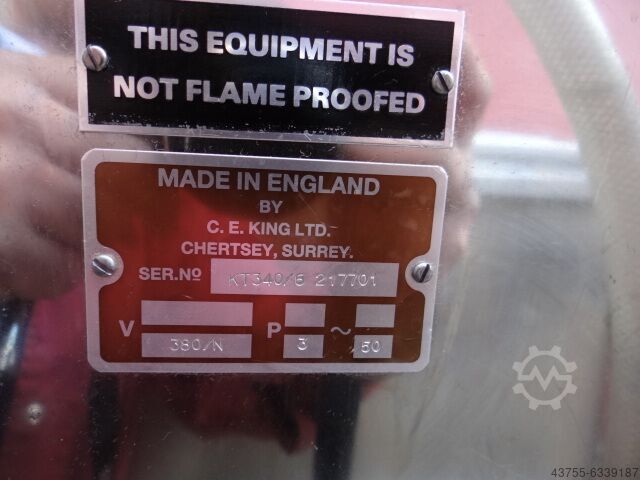 THIS EQUIPMENT IS
NOT FLAME PROOFED
MADE IN ENGLAND
BY
C. E. KING LTD.
CHERTSEY, SURREY.
SER.Nº KT340/6 217701
V P ~
380/N 3 50
43755-6339187